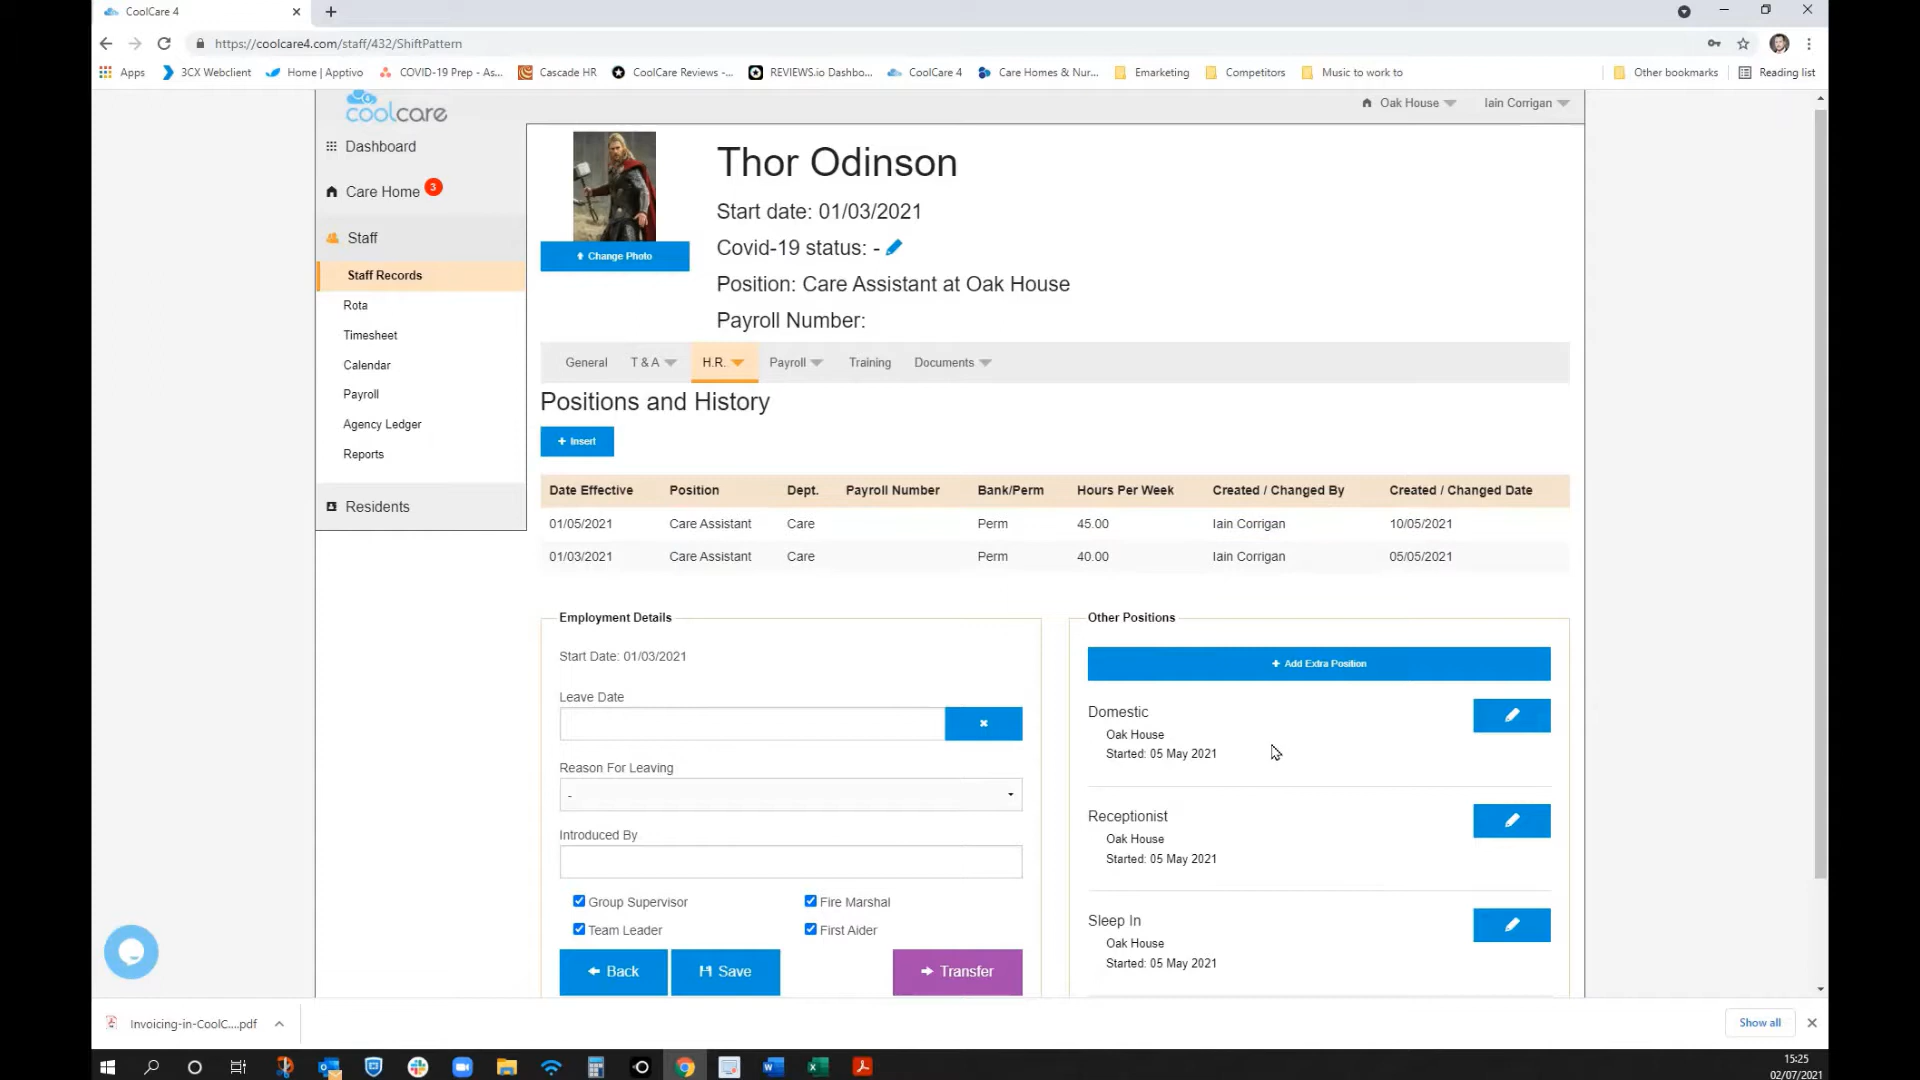 CoolCare 4
https://coolcare4.com/staff/432/ShiftPattern
Apps
3CX Webclient
Home | Apptivo
COVID-19 Prep - As...
Cascade HR
CoolCare Reviews -...
REVIEWS.io Dashbo...
CoolCare 4
Care Homes & Nur...
Emarketing
Competitors
Music to work to
Other bookmarks
Reading list
coolcare
Oak House
Iain Corrigan
Dashboard
Care Home 3
Staff
Staff Records
Rota
Timesheet
Calendar
Payroll
Agency Ledger
Reports
Residents
Change Photo
Thor Odinson
Start date: 01/03/2021
Covid-19 status: -
Position: Care Assistant at Oak House
Payroll Number:
General T & A H.R. Payroll Training Documents
Positions and History
+ Insert
Date Effective Position Dept. Payroll Number Bank/Perm Hours Per Week Created / Changed By Created / Changed Date
01/05/2021 Care Assistant Care Perm 45.00 Iain Corrigan 10/05/2021
01/03/2021 Care Assistant Care Perm 40.00 Iain Corrigan 05/05/2021
Employment Details
Start Date: 01/03/2021
Leave Date
Reason For Leaving
-
Introduced By
Group Supervisor
Fire Marshal
Team Leader
First Aider
Back
Save
Transfer
Other Positions
+ Add Extra Position
Domestic
Oak House
Started: 05 May 2021
Receptionist
Oak House
Started: 05 May 2021
Sleep In
Oak House
Started: 05 May 2021
Invoicing-in-CoolC....pdf
Show all
15:25
02/07/2021